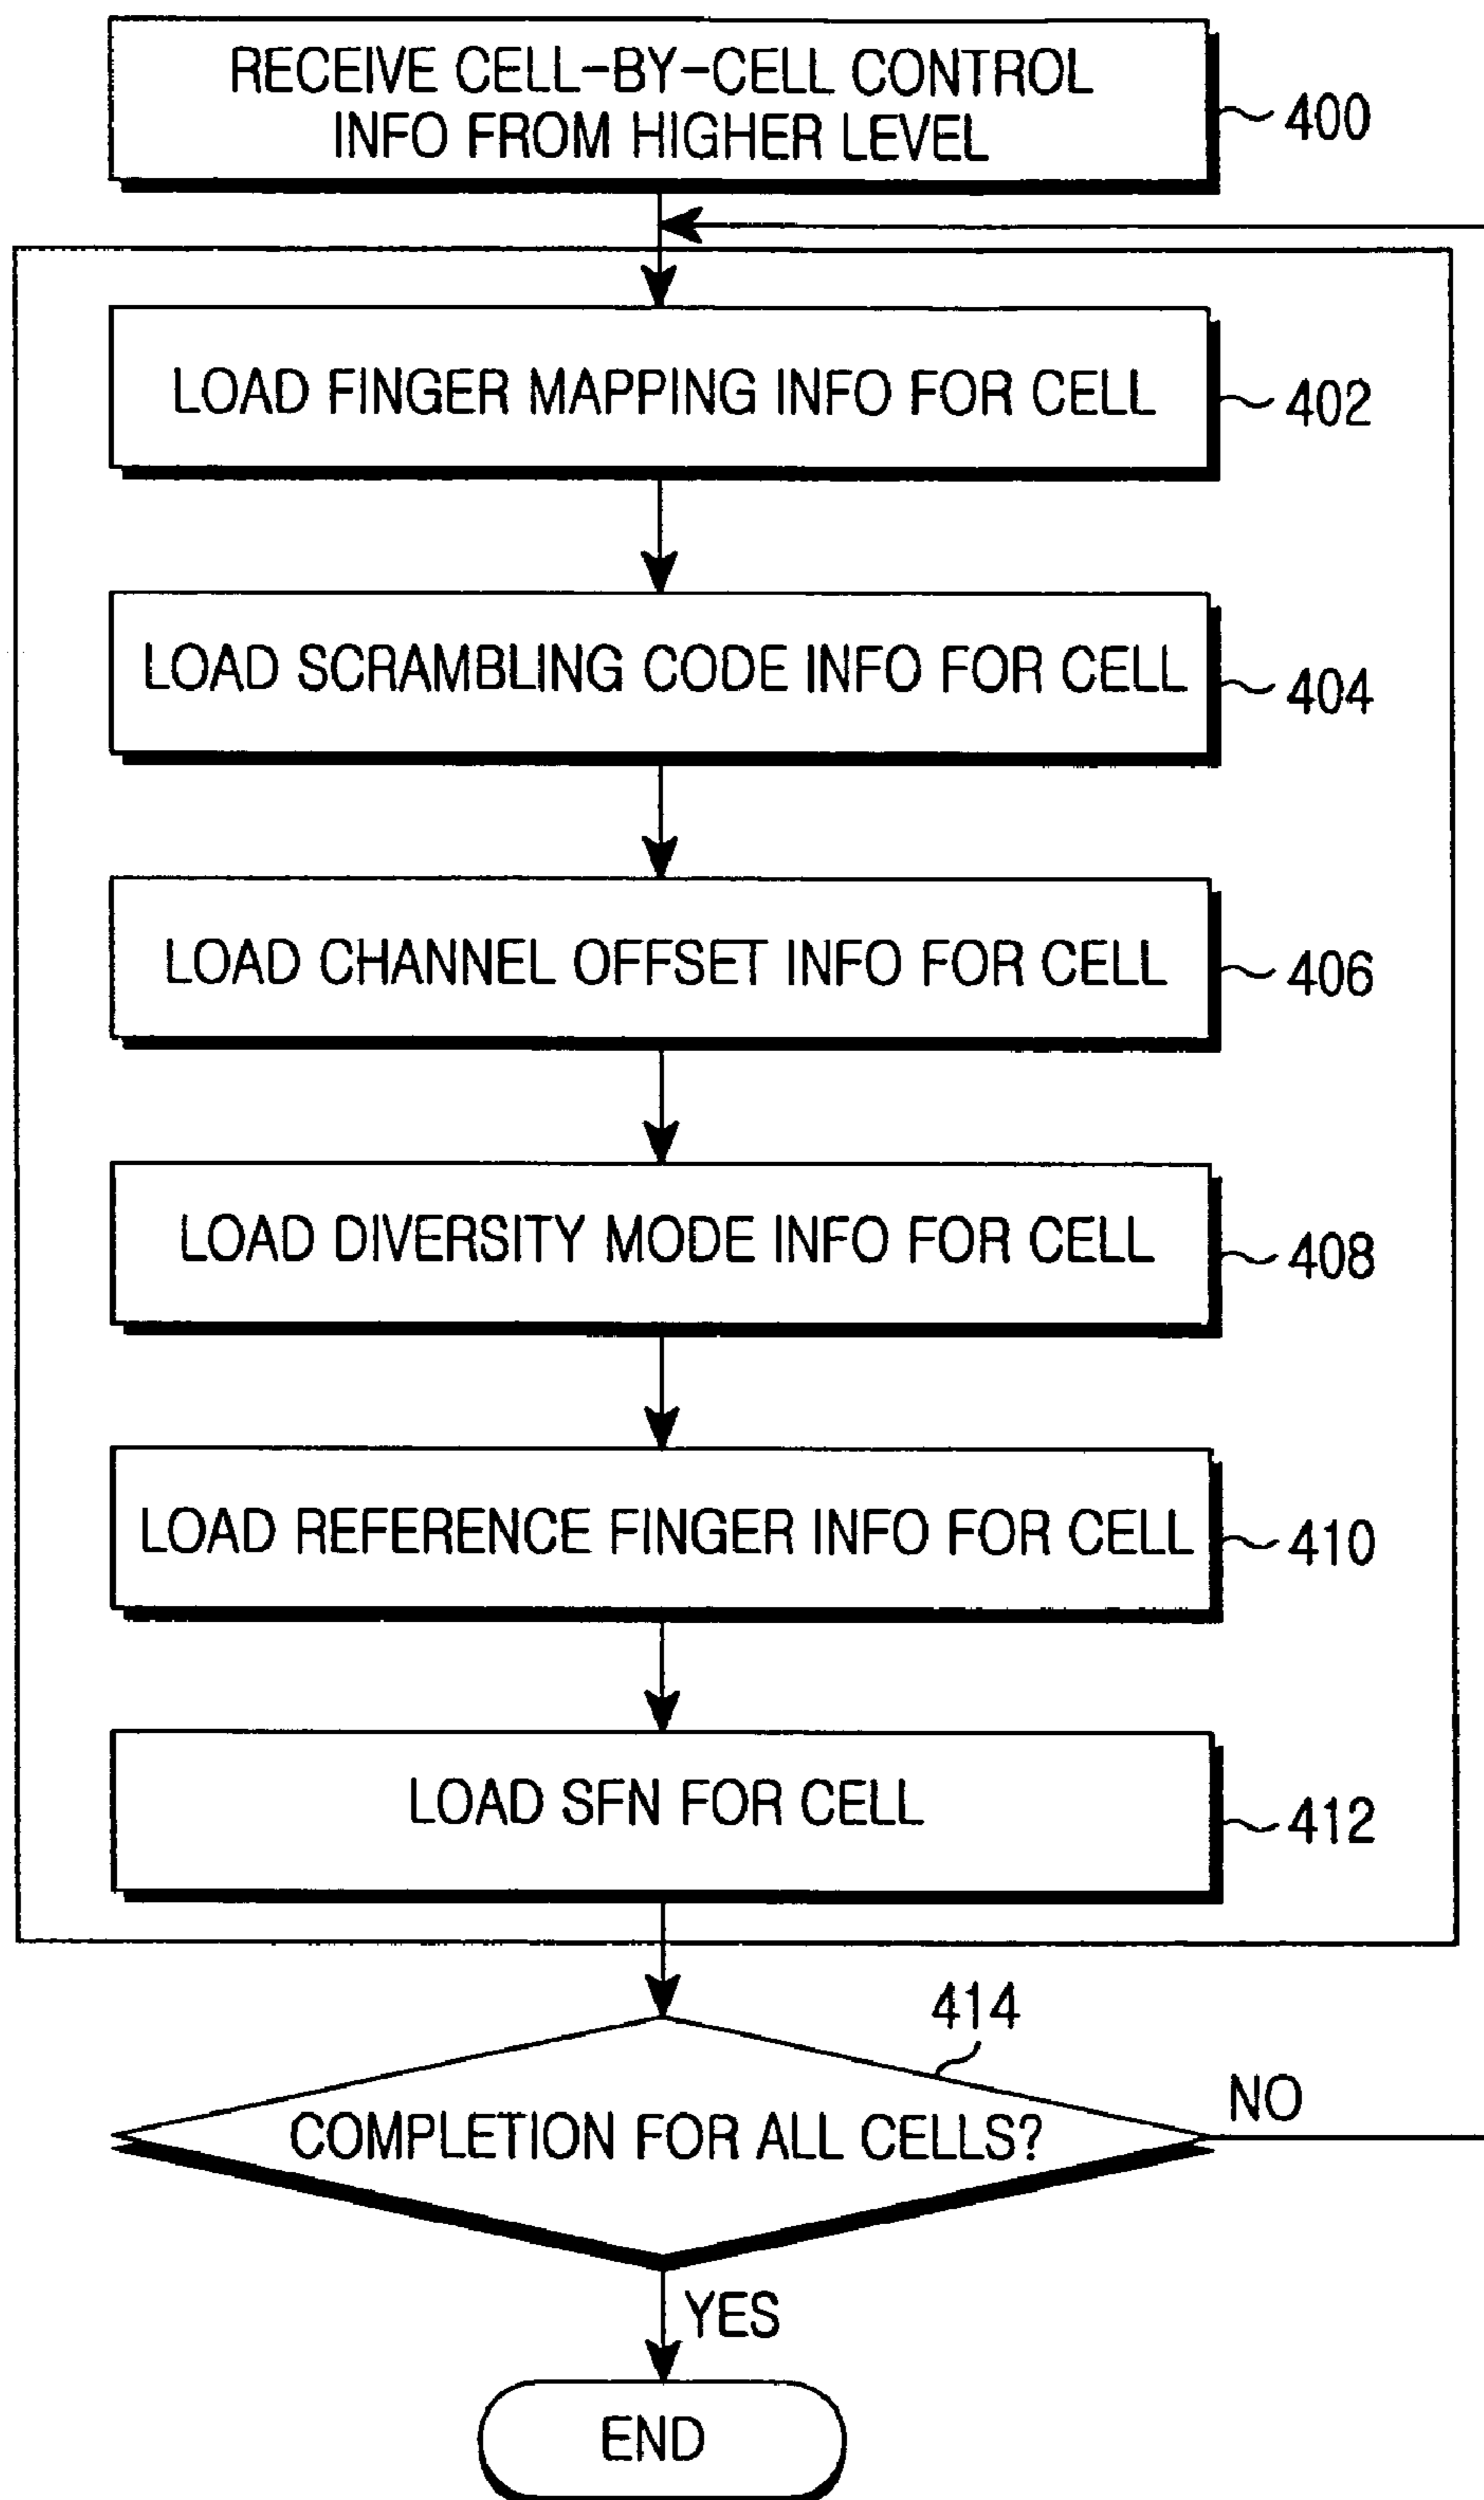 RECEIVE CELL-BY-CELL CONTROL
INFO FROM HIGHER LEVEL
400
LOAD FINGER MAPPING INFO FOR CELL
402
LOAD SCRAMBLING CODE INFO FOR CELL
404
LOAD CHANNEL OFFSET INFO FOR CELL
406
LOAD DIVERSITY MODE INFO FOR CELL
408
LOAD REFERENCE FINGER INFO FOR CELL
410
LOAD SFN FOR CELL
412
414
COMPLETION FOR ALL CELLS?
NO
YES
END